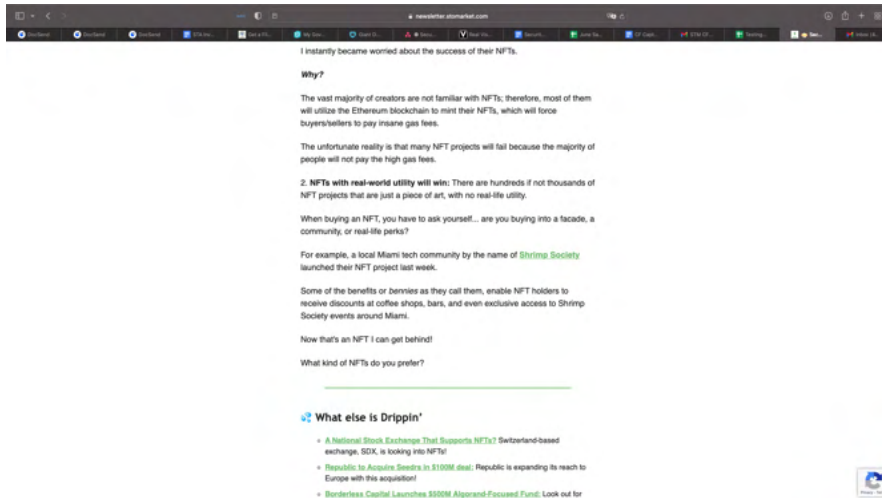 newsletter.stomarket.com
DocSend
DocSend
DocSend
I instantly became worried about the success of their NFTs.
Why?
The vast majority of creators are not familiar with NFTs; therefore, most of them
will utilize the Ethereum blockchain to mint their NFTs, which will force
buyers/sellers to pay insane gas fees.
The unfortunate reality is that many NFT projects will fail because the majority of
people will not pay the high gas fees.
2. NFTs with real-world utility will win: There are hundreds if not thousands of
NFT projects that are just a piece of art, with no real-life utility.
When buying an NFT, you have to ask yourself... are you buying into a facade, a
community, or real-life perks?
For example, a local Miami tech community by the name of Shrimp Society
launched their NFT project last week.
Some of the benefits or bennies as they call them, enable NFT holders to
receive discounts at coffee shops, bars, and even exclusive access to Shrimp
Society events around Miami.
Now that's an NFT I can get behind!
What kind of NFTs do you prefer?
💦 What else is Drippin'
A National Stock Exchange That Supports NFTs? Switzerland-based
exchange, SDX, is looking into NFTs!
Republic to Acquire Seedrs in $100M deal: Republic is expanding its reach to
Europe with this acquisition!
Borderless Capital Launches $500M Algorand-Focused Fund: Look out for